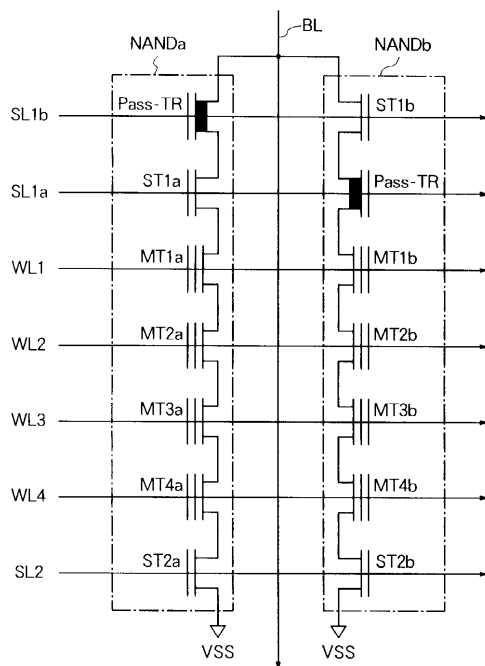 BL
NANDa
NANDb
SL1b
Pass-TR
ST1b
SL1a
ST1a
Pass-TR
WL1
MT1a
MT1b
WL2
MT2a
MT2b
WL3
MT3a
MT3b
WL4
MT4a
MT4b
SL2
ST2a
ST2b
VSS
VSS